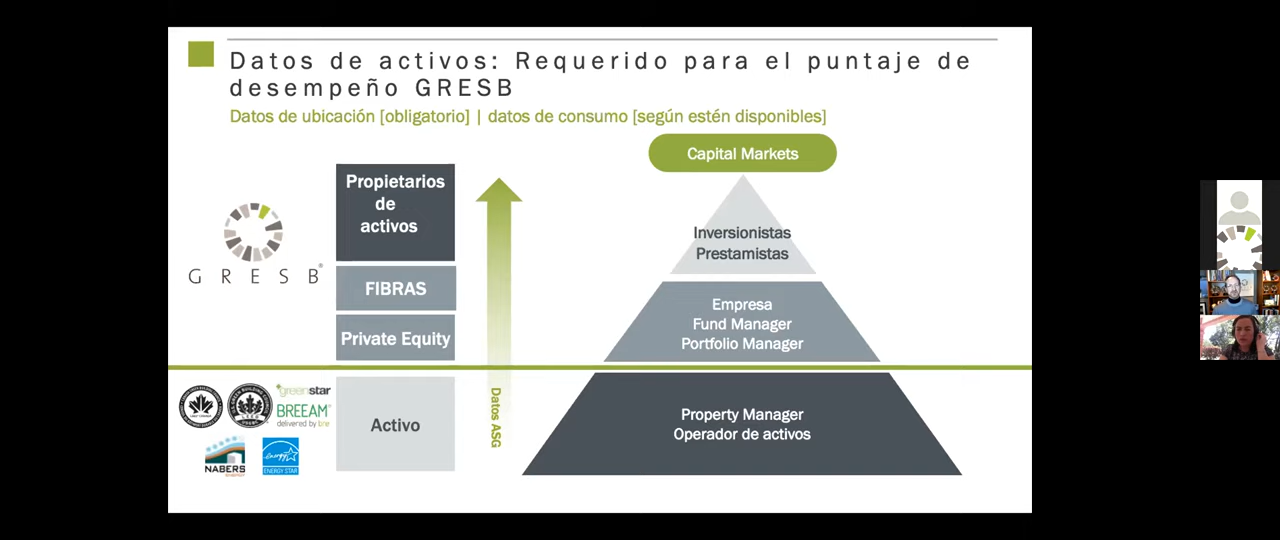 Datos de activos: Requerido para el puntaje de
desempeño GRESB
Datos de ubicación [obligatorio] | datos de consumo [según estén disponibles]
Capital Markets
Propietarios
de
activos
Inversionistas
Prestamistas
GRESB®
FIBRAS
Empresa
Fund Manager
Portfolio Manager
Private Equity
greenstar
BREEAM®
delivered by bre
NABERS
ENERGY STAR
Activo
Datos ASG
Property Manager
Operador de activos